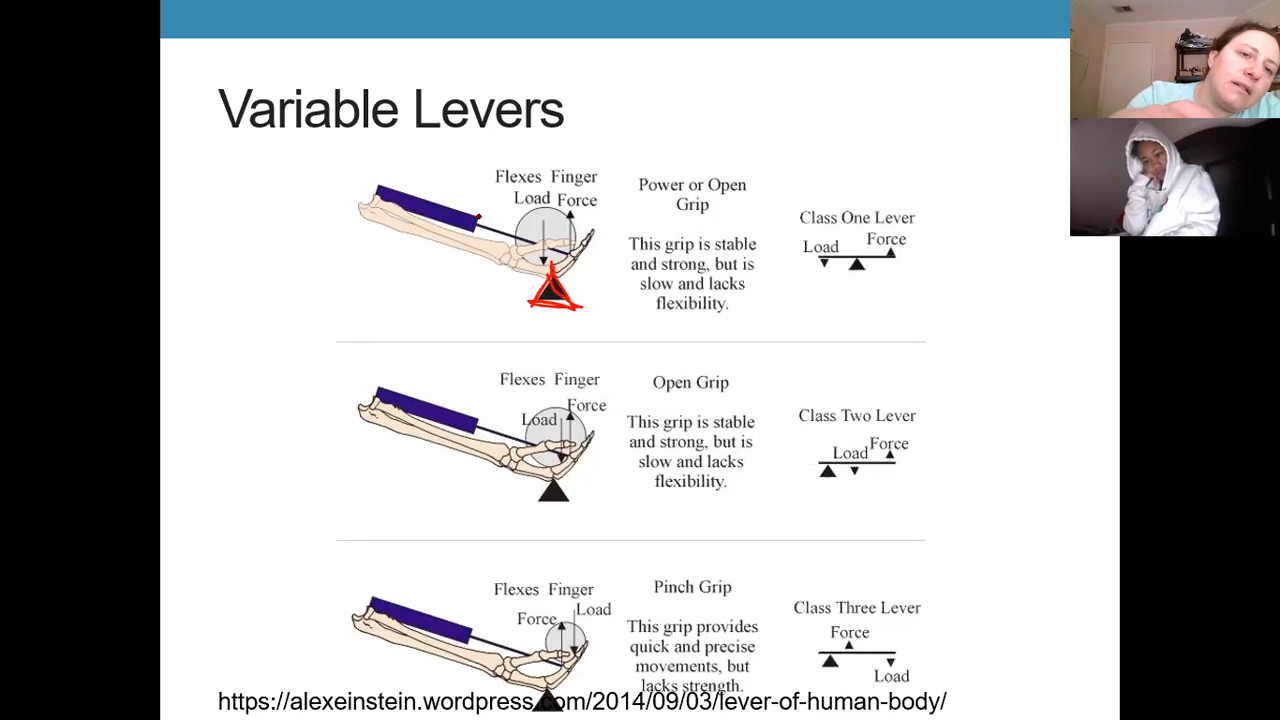 Variable Levers
Flexes Finger
Load Force
Power or Open
Grip
This grip is stable
and strong, but is
slow and lacks
flexibility.
Class One Lever
Load Force
Flexes Finger
Load Force
Open Grip
This grip is stable
and strong, but is
slow and lacks
flexibility.
Class Two Lever
Load Force
Flexes Finger
Force Load
Pinch Grip
This grip provides
quick and precise
movements, but
lacks strength.
Class Three Lever
Force
Load
https://alexeinstein.wordpress.com/2014/09/03/lever-of-human-body/